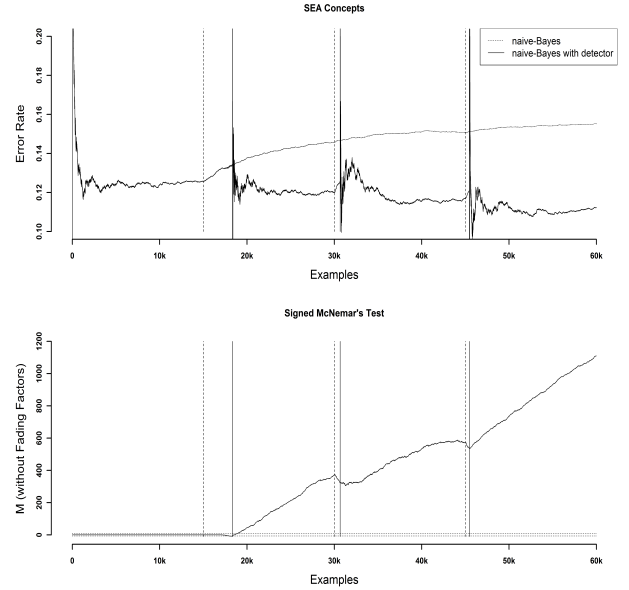 SEA Concepts
naive-Bayes
naive-Bayes with detector
Error Rate
0.20
0.18
0.16
0.14
0.12
0.10
0 10k 20k 30k 40k 50k 60k
Examples
Signed McNemar's Test
M (without Fading Factors)
1200
1000
800
600
400
200
0
0 10k 20k 30k 40k 50k 60k
Examples